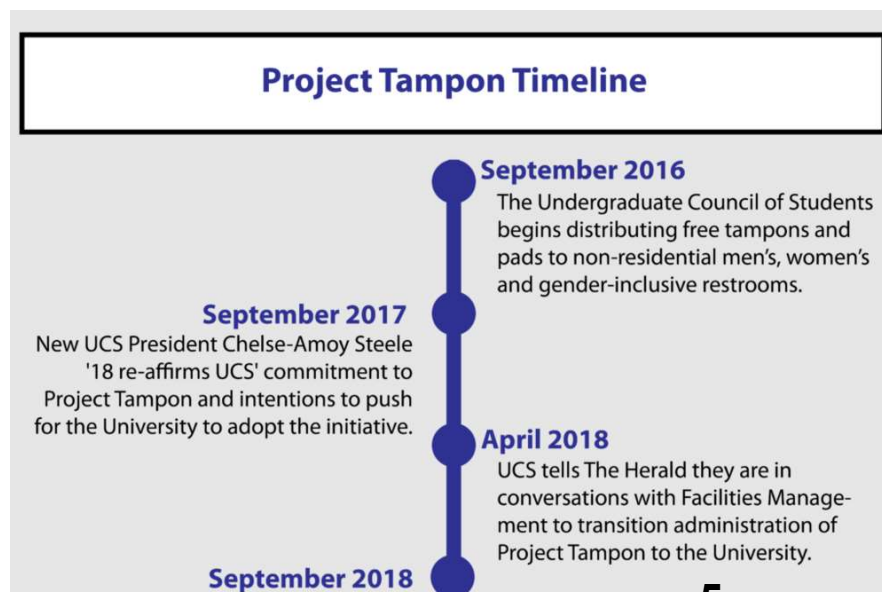 Project Tampon Timeline
September 2016
The Undergraduate Council of Students
begins distributing free tampons and
pads to non-residential men’s, women’s
and gender-inclusive restrooms.
September 2017
New UCS President Chelse-Amoy Steele
'18 re-affirms UCS' commitment to
Project Tampon and intentions to push
for the University to adopt the initiative.
April 2018
UCS tells The Herald they are in
conversations with Facilities Manage-
ment to transition administration of
Project Tampon to the University.
September 2018